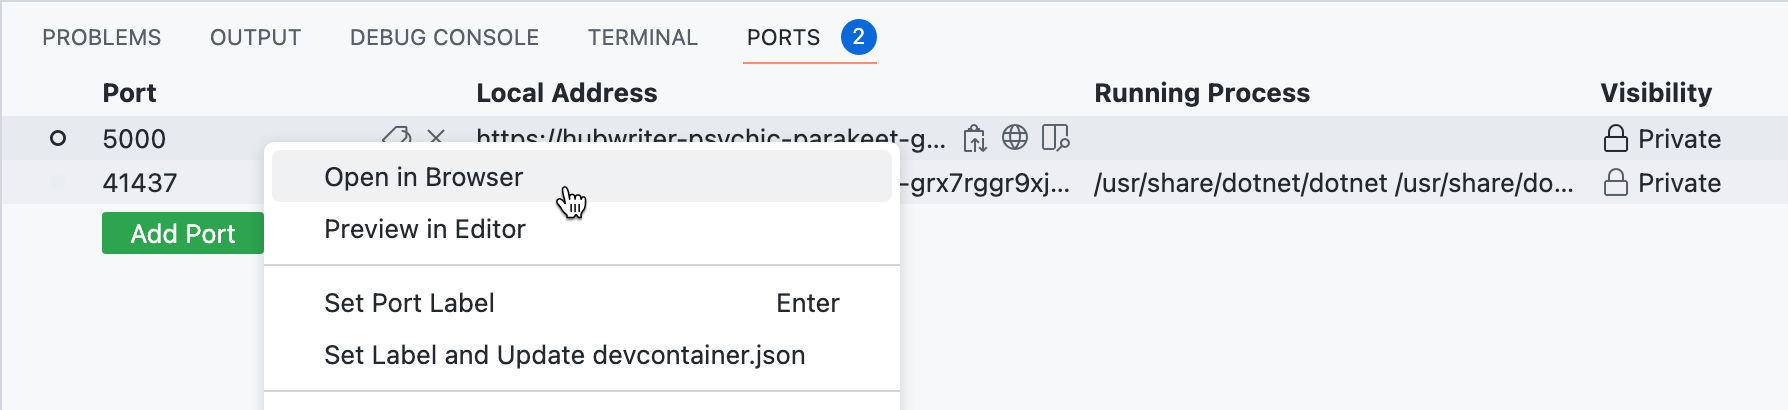 PROBLEMS OUTPUT DEBUG CONSOLE TERMINAL PORTS 2
Port Local Address Running Process Visibility
5000 https://hubwriter-psychic-parakeet-g... Private
41437 -grx7rggr9xj... /usr/share/dotnet/dotnet /usr/share/do... Private
Add Port
Open in Browser
Preview in Editor
Set Port Label Enter
Set Label and Update devcontainer.json